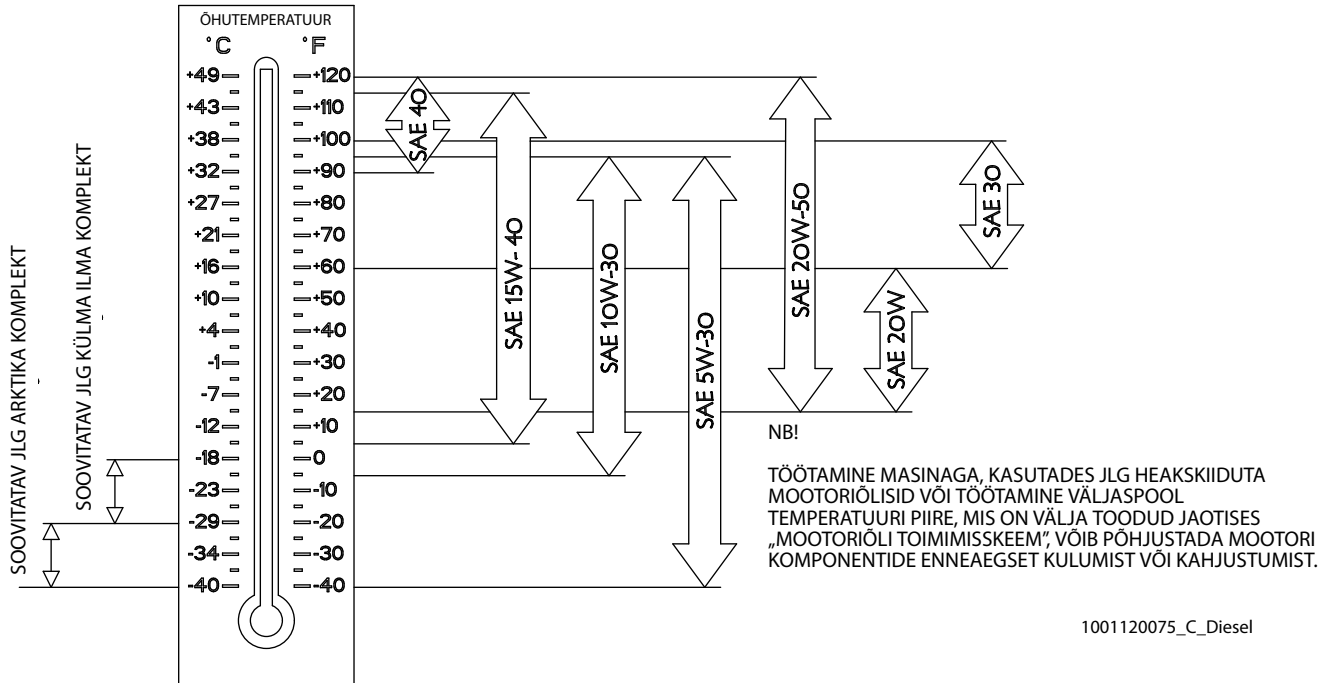 ÕHUTEMPERATUUR
°C °F
+49 +120
+43 +110
+38 +100
+32 +90
+27 +80
+21 +70
+16 +60
+10 +50
+4 +40
-1 +30
-7 +20
-12 +10
-18 0
-23 -10
-29 -20
-34 -30
-40 -40
SOOVITATAV JLG ARKTIKA KOMPLEKT
SOOVITATAV JLG KÜLMA ILMA KOMPLEKT
SAE 40
SAE 15W-40
SAE 10W-30
SAE 5W-30
SAE 20W-50
SAE 20W
SAE 30
NB!
TÖÖTAMINE MASINAGA, KASUTADES JLG HEAKSKIIDUTA
MOOTORIÕLISID VÕI TÖÖTAMINE VÄLJASPOOL
TEMPERATUURI PIIRE, MIS ON VÄLJA TOODUD JAOTISES
„MOOTORIÕLI TOIMIMISSKEEM”, VÕIB PÕHJUSTADA MOOTORI
KOMPONENTIDE ENNEAEGSET KULUMIST VÕI KAHJUSTUMIST.
1001120075_C_Diesel